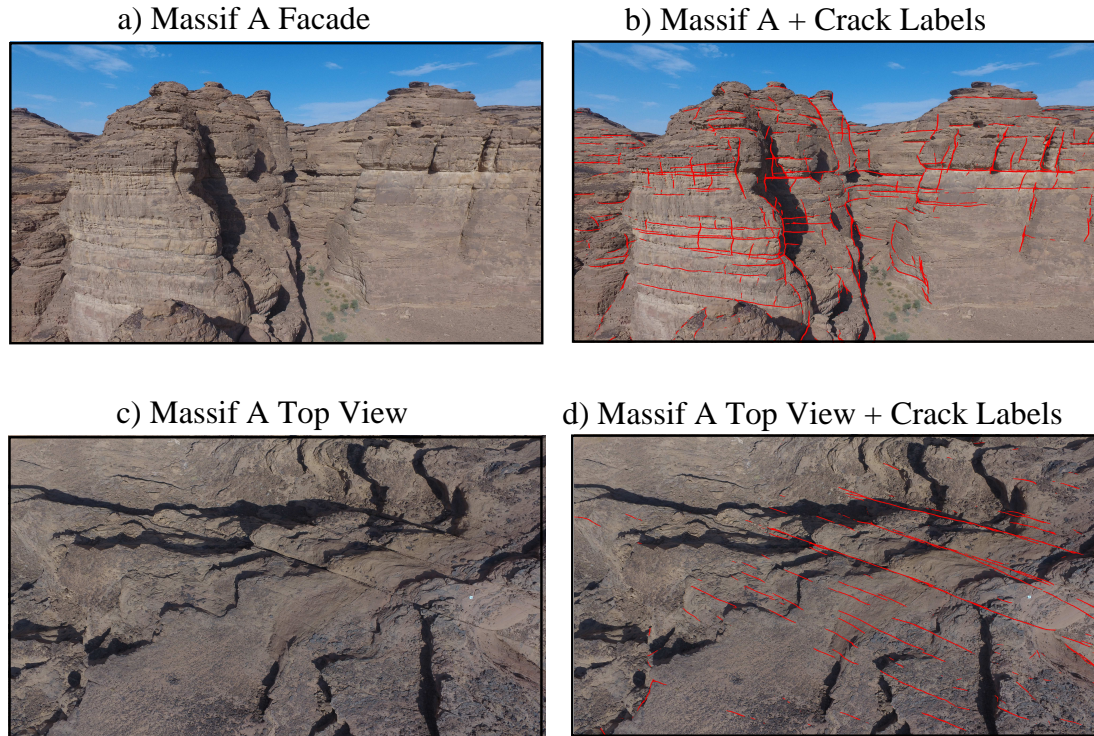 a) Massif A Facade
b) Massif A + Crack Labels
c) Massif A Top View
d) Massif A Top View + Crack Labels